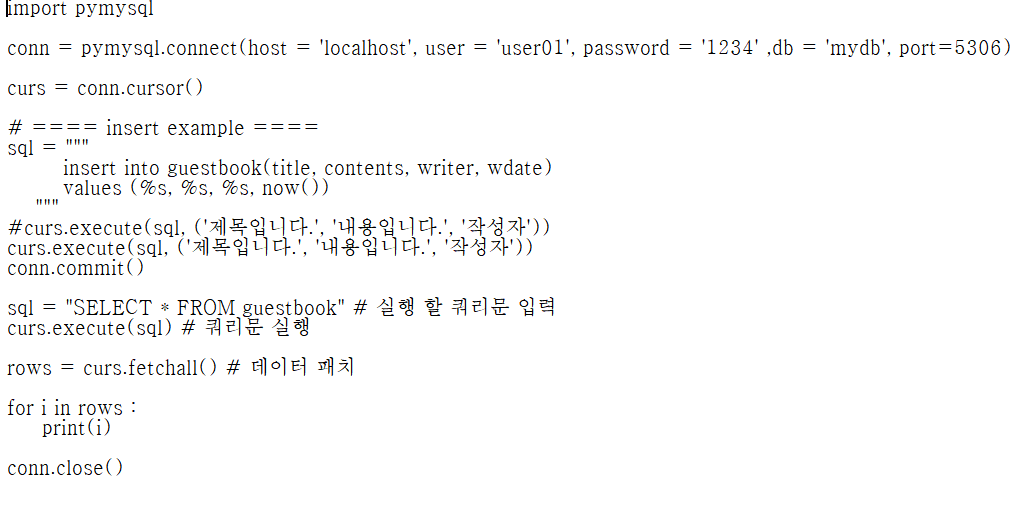 import pymysql
conn = pymysql.connect(host = 'localhost', user = 'user01', password = '1234' ,db = 'mydb', port=5306)
curs = conn.cursor()
# ==== insert example ====
sql = """
insert into guestbook(title, contents, writer, wdate)
values (%s, %s, %s, now())
"""
#curs.execute(sql, ('제목입니다.', '내용입니다.', '작성자'))
curs.execute(sql, ('제목입니다.', '내용입니다.', '작성자'))
conn.commit()
sql = "SELECT * FROM guestbook" # 실행 할 쿼리문 입력
curs.execute(sql) # 쿼리문 실행
rows = curs.fetchall() # 데이터 패치
for i in rows :
print(i)
conn.close()